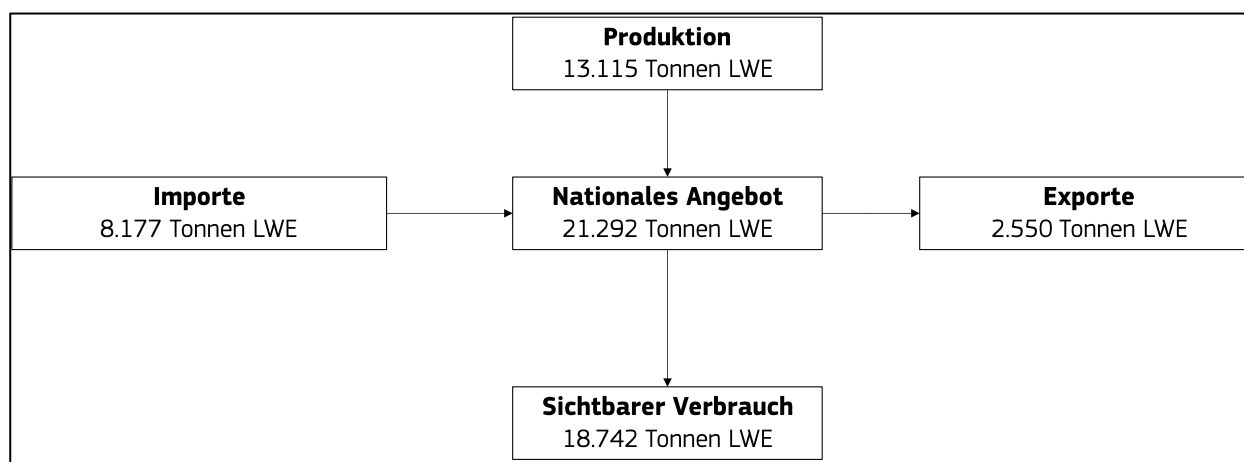 Produktion
13.115 Tonnen LWE
Importe
8.177 Tonnen LWE
Nationales Angebot
21.292 Tonnen LWE
Exporte
2.550 Tonnen LWE
Sichtbarer Verbrauch
18.742 Tonnen LWE